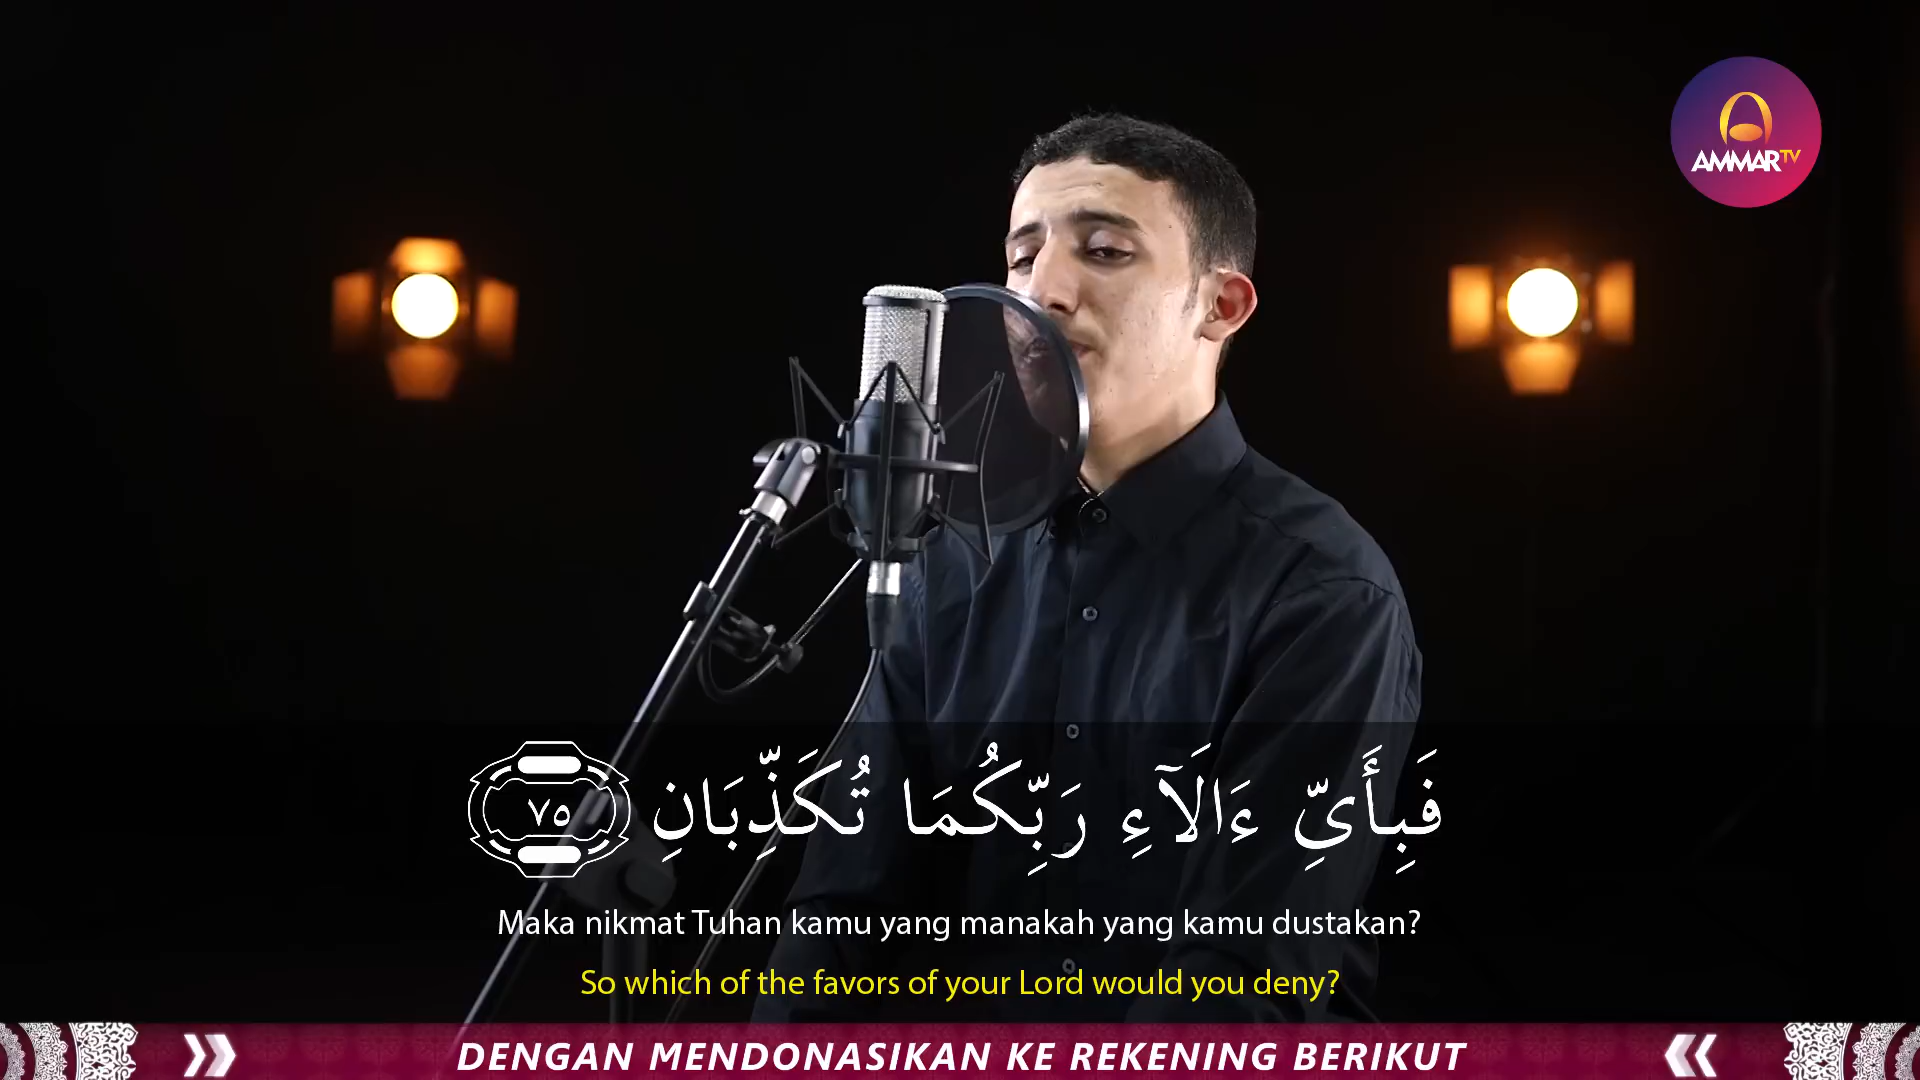 AMMAR TV
فَبِأَيِّ ءَالَآءِ رَبِّكُمَا تُكَذِّبَانِ ٧٥
Maka nikmat Tuhan kamu yang manakah yang kamu dustakan?
So which of the favors of your Lord would you deny?
DENGAN MENDONASIKAN KE REKENING BERIKUT